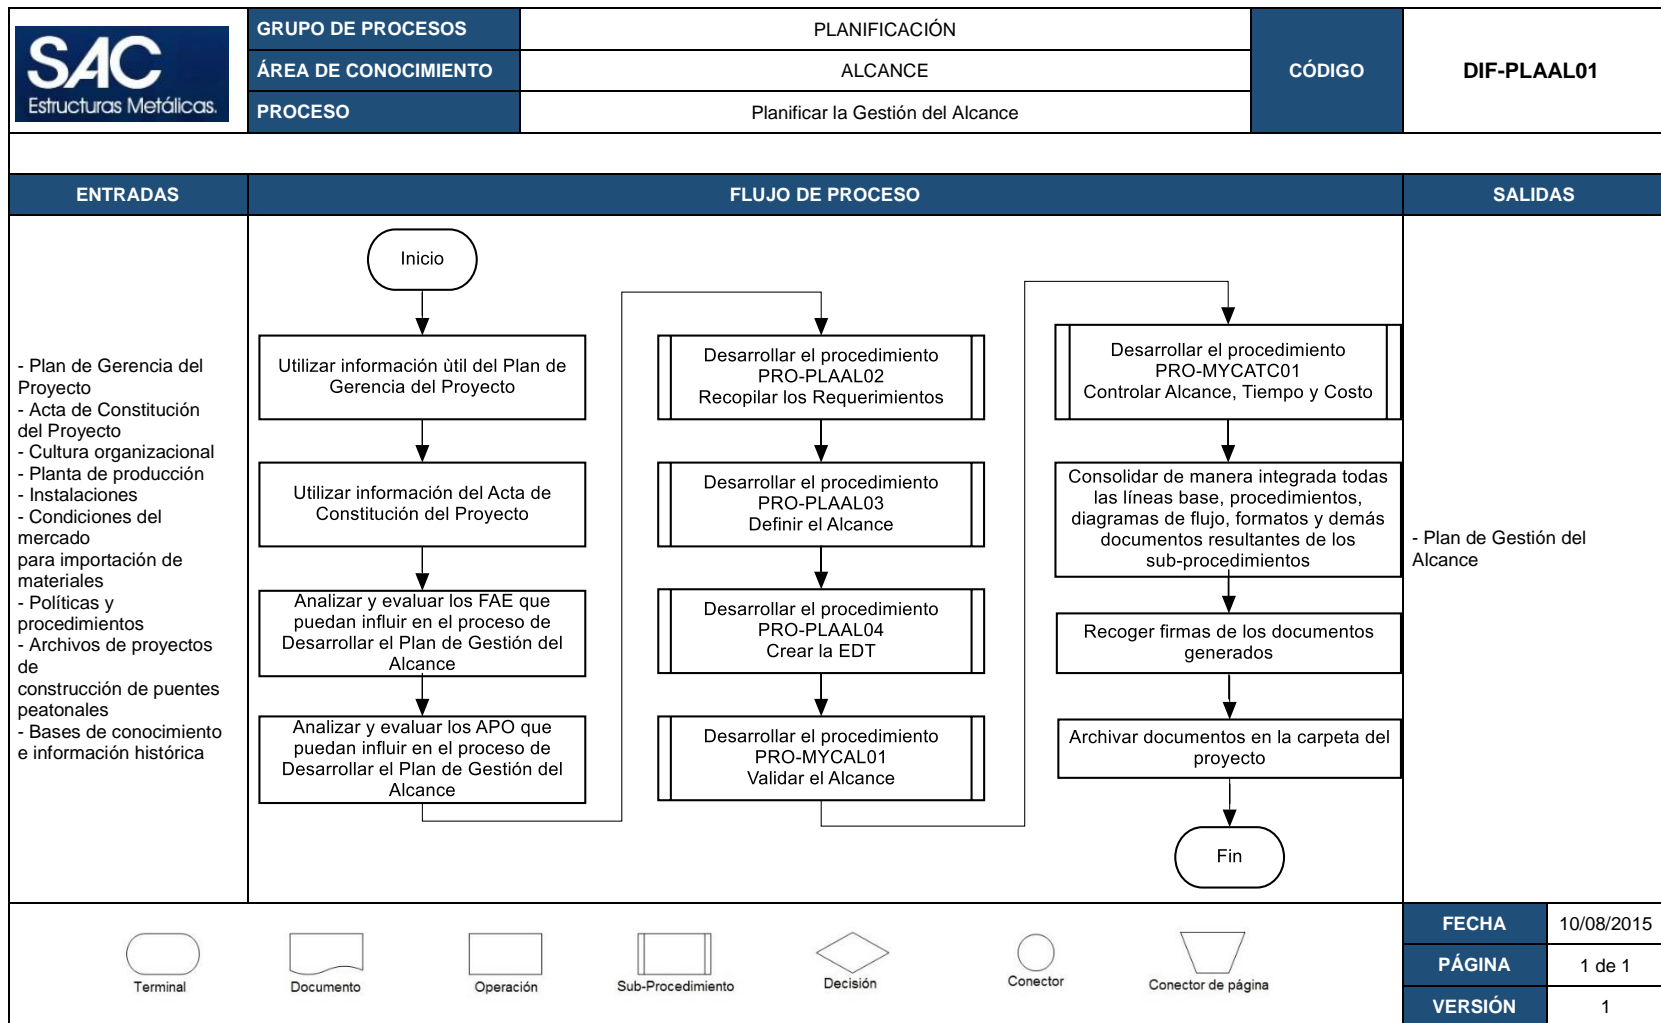 SAC
Estructuras Metálicas.
GRUPO DE PROCESOS
PLANIFICACIÓN
ÁREA DE CONOCIMIENTO
ALCANCE
PROCESO
Planificar la Gestión del Alcance
CÓDIGO
DIF-PLAAL01
ENTRADAS
FLUJO DE PROCESO
SALIDAS
- Plan de Gerencia del
Proyecto
- Acta de Constitución
del Proyecto
- Cultura organizacional
- Planta de producción
- Instalaciones
- Condiciones del
mercado
para importación de
materiales
- Políticas y
procedimientos
- Archivos de proyectos
de
construcción de puentes
peatonales
- Bases de conocimiento
e información histórica
Inicio
Utilizar información ùtil del Plan de
Gerencia del Proyecto
Utilizar información del Acta de
Constitución del Proyecto
Analizar y evaluar los FAE que
puedan influir en el proceso de
Desarrollar el Plan de Gestión del
Alcance
Analizar y evaluar los APO que
puedan influir en el proceso de
Desarrollar el Plan de Gestión del
Alcance
Desarrollar el procedimiento
PRO-PLAAL02
Recopilar los Requerimientos
Desarrollar el procedimiento
PRO-PLAAL03
Definir el Alcance
Desarrollar el procedimiento
PRO-PLAAL04
Crear la EDT
Desarrollar el procedimiento
PRO-MYCAL01
Validar el Alcance
Desarrollar el procedimiento
PRO-MYCATC01
Controlar Alcance, Tiempo y Costo
Consolidar de manera integrada todas
las líneas base, procedimientos,
diagramas de flujo, formatos y demás
documentos resultantes de los
sub-procedimientos
Recoger firmas de los documentos
generados
Archivar documentos en la carpeta del
proyecto
Fin
- Plan de Gestión del
Alcance
Terminal
Documento
Operación
Sub-Procedimiento
Decisión
Conector
Conector de página
FECHA
10/08/2015
PÁGINA
1 de 1
VERSIÓN
1